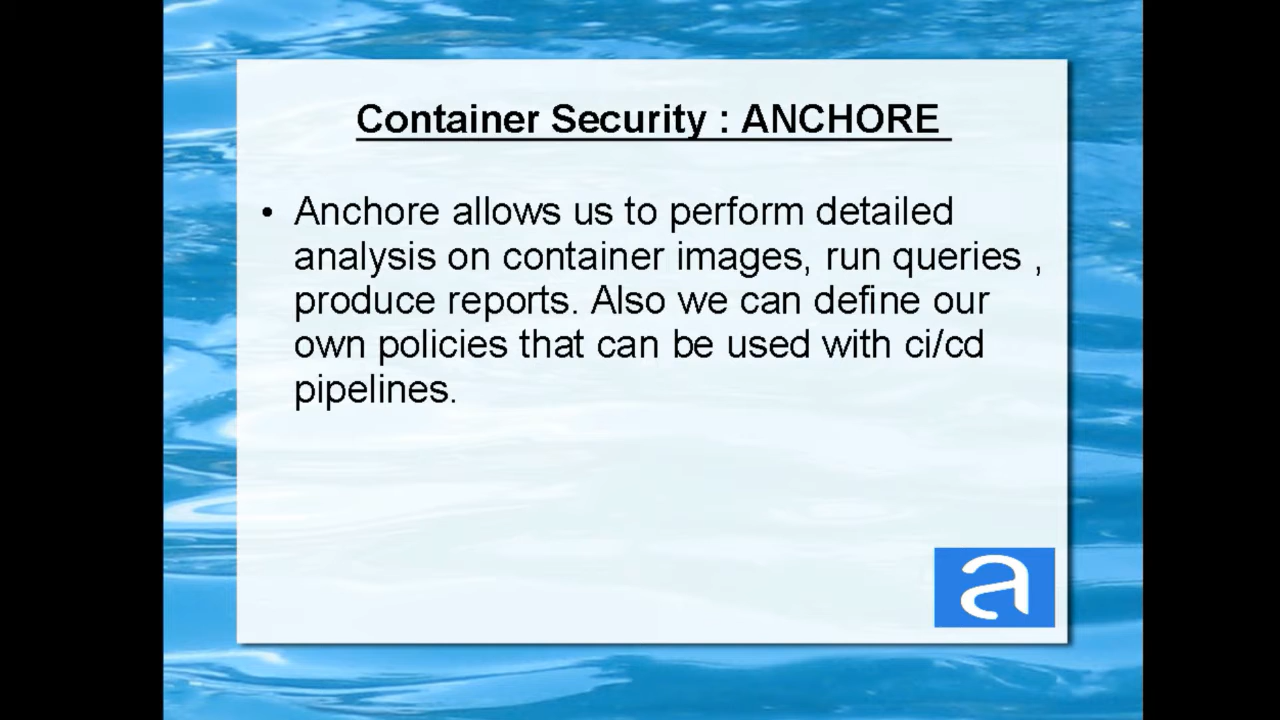 Container Security : ANCHORE
• Anchore allows us to perform detailed
analysis on container images, run queries ,
produce reports. Also we can define our
own policies that can be used with ci/cd
pipelines.
a